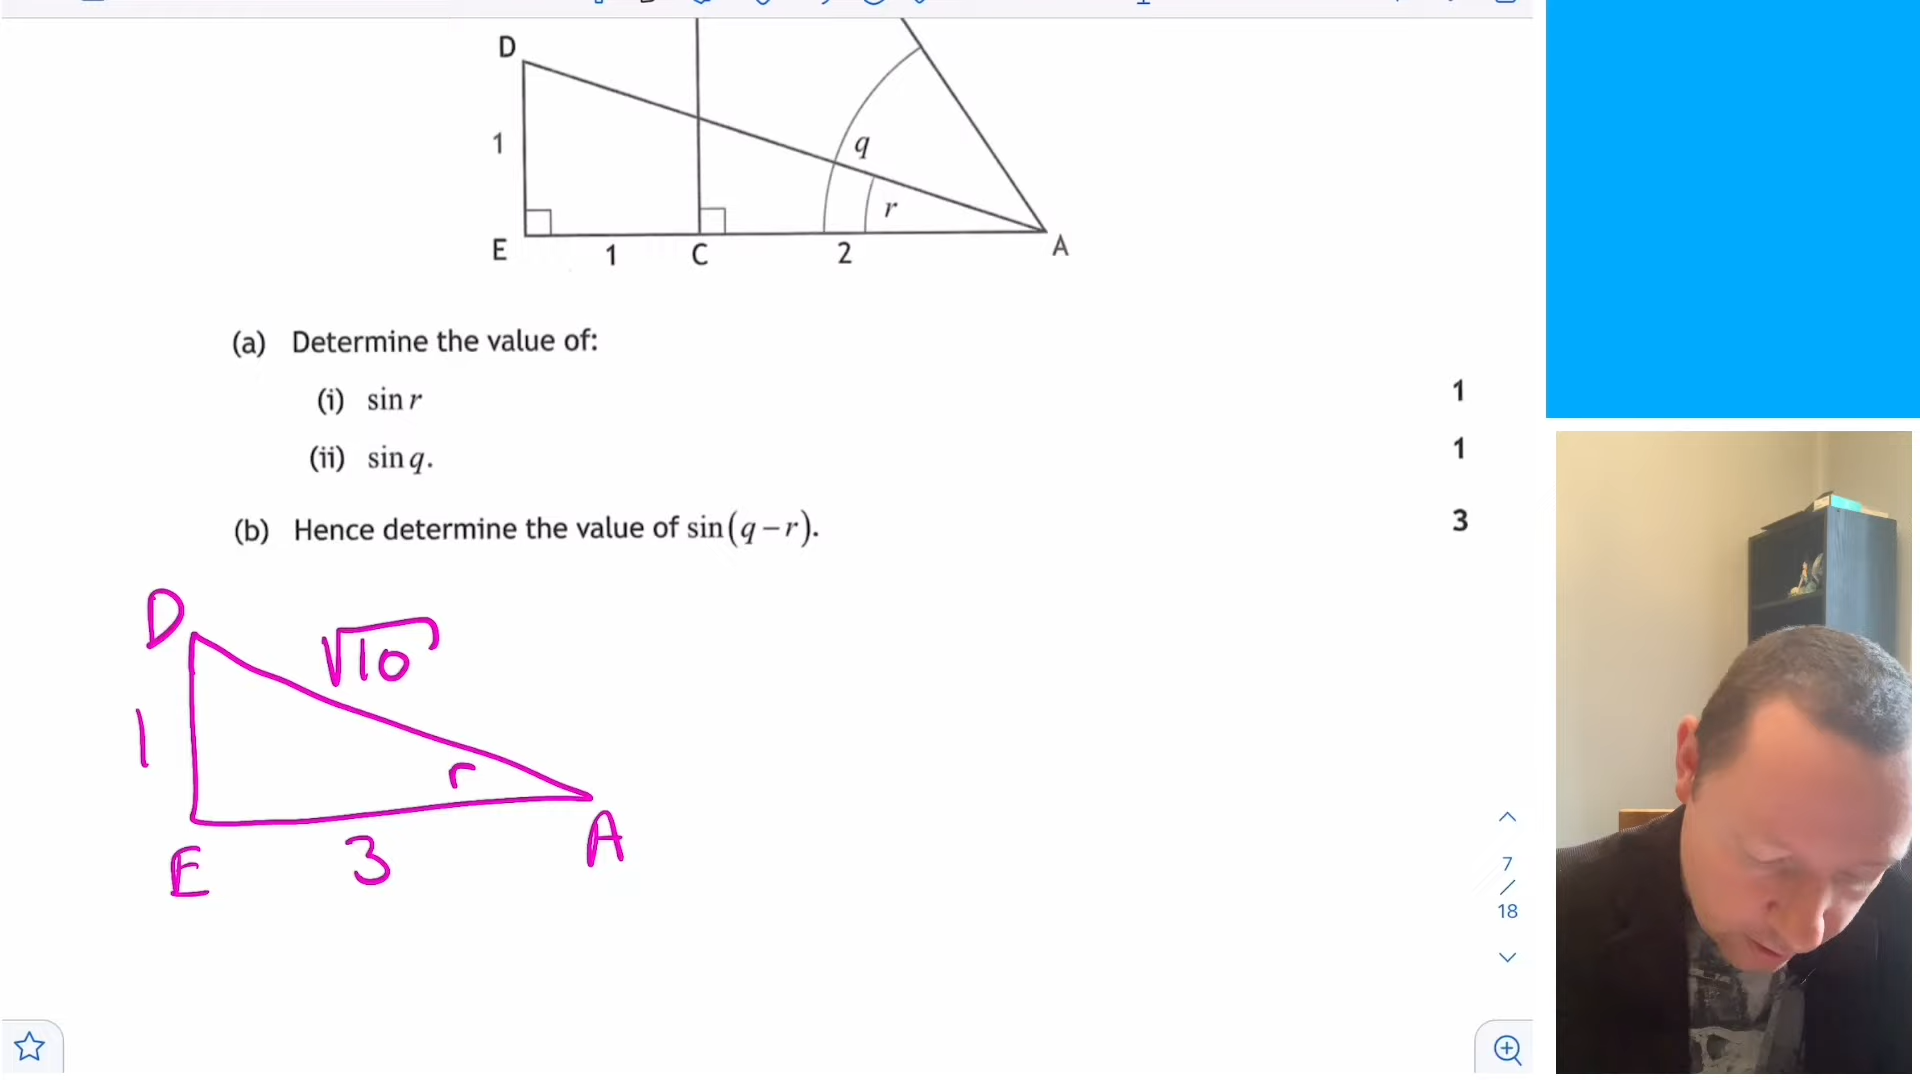 D
1
q
r
E 1 C 2 A
(a) Determine the value of:
(i) sin r 1
(ii) sin q. 1
(b) Hence determine the value of sin(q – r). 3
D √10
1 r
E 3 A
7
/
18